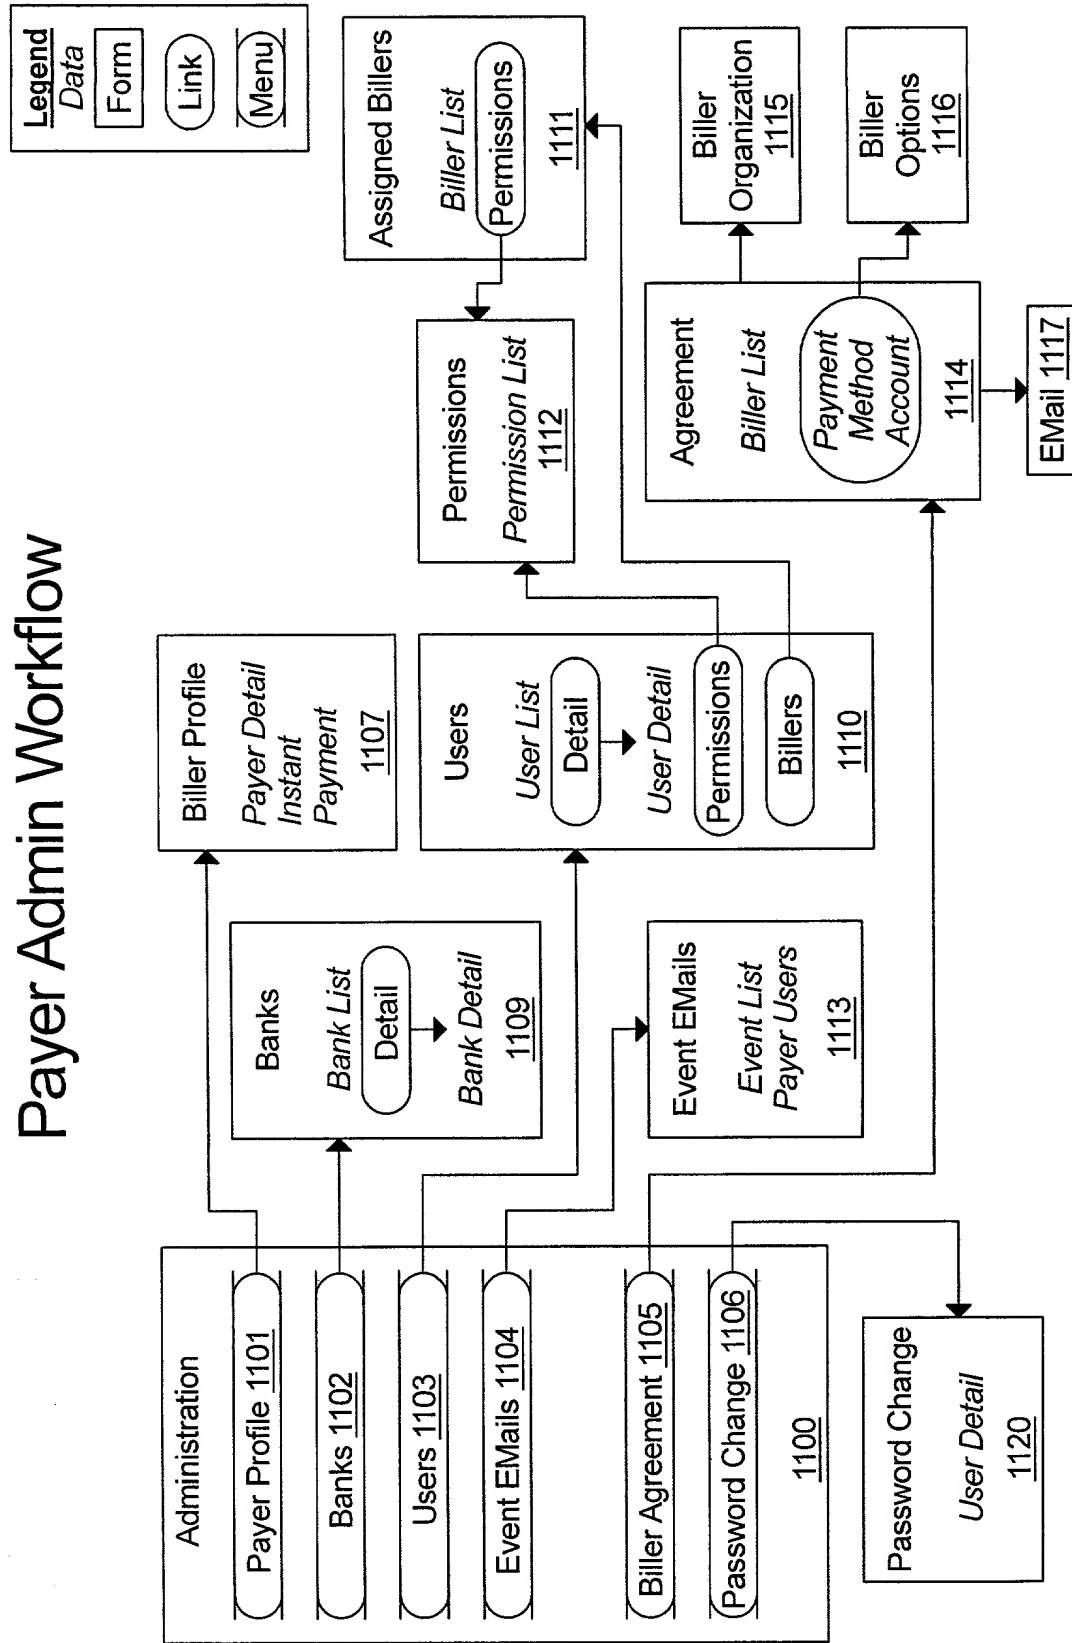 Payer Admin Workflow
Legend
Data
Form
Link
Menu
Administration
Payer Profile 1101
Banks 1102
Users 1103
Event EMails 1104
Biller Agreement 1105
Password Change 1106
1100
Password Change
User Detail
1120
Banks
Bank List
Detail
Bank Detail
1109
Event EMails
Event List
Payer Users
1113
Biller Profile
Payer Detail
Instant
Payment
1107
Users
User List
Detail
User Detail
Permissions
Billers
1110
Permissions
Permission List
1112
Assigned Billers
Biller List
Permissions
1111
Agreement
Biller List
Payment
Method
Account
1114
EMail 1117
Biller
Organization
1115
Biller
Options
1116